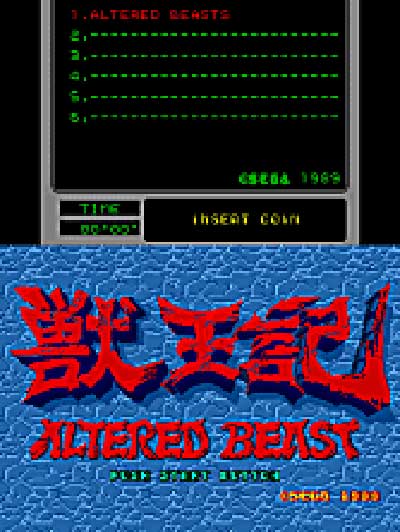 1.ALTERED BEASTS
2.
3.
4.
5.
6.
©SEGA 1989
TIME
00"00'
INSERT COIN
獣王記
ALTERED BEAST
PUSH START BUTTON
©SEGA 1988